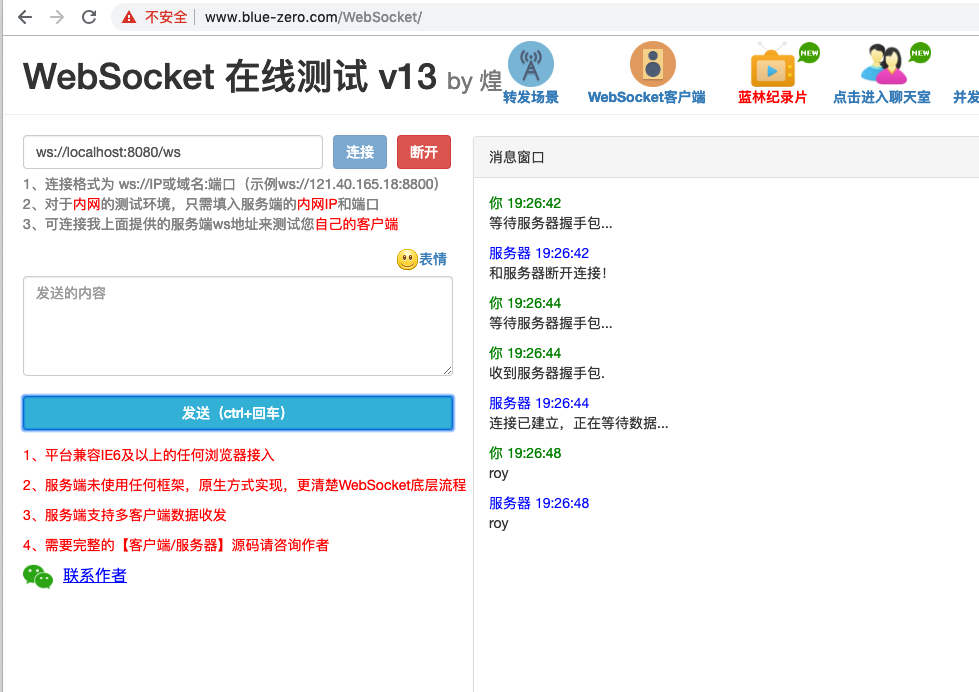 不安全 www.blue-zero.com/WebSocket/
WebSocket 在线测试 v13 by 煌
转发场景
WebSocket客户端
NEW
蓝林纪录片
NEW
点击进入聊天室
并发
ws://localhost:8080/ws
连接
断开
1、连接格式为 ws://IP或域名:端口（示例ws://121.40.165.18:8800）
2、对于内网的测试环境，只需填入服务端的内网IP和端口
3、可连接我上面提供的服务端ws地址来测试您自己的客户端
表情
发送的内容
发送（ctrl+回车）
1、平台兼容IE6及以上的任何浏览器接入
2、服务端未使用任何框架，原生方式实现，更清楚WebSocket底层流程
3、服务端支持多客户端数据收发
4、需要完整的【客户端/服务器】源码请咨询作者
联系作者
消息窗口
你 19:26:42
等待服务器握手包...
服务器 19:26:42
和服务器断开连接！
你 19:26:44
等待服务器握手包...
你 19:26:44
收到服务器握手包.
服务器 19:26:44
连接已建立，正在等待数据...
你 19:26:48
roy
服务器 19:26:48
roy